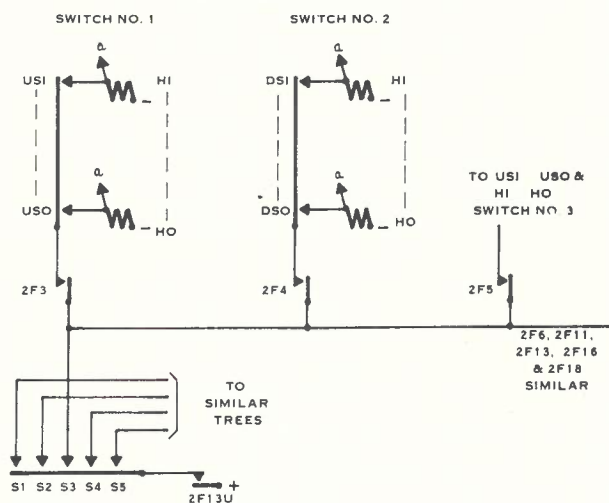 SWITCH NO. 1
SWITCH NO. 2
P
P
USI
HI
DSI
HI
–
–
P
P
USO
HO
DSO
HO
–
–
TO USI USO &
HI HO
SWITCH NO. 3
2F3
2F4
2F5
2F6, 2F11,
2F13, 2F16
& 2F18
SIMILAR
TO
SIMILAR
TREES
S1 S2 S3 S4 S5
+
2F13U